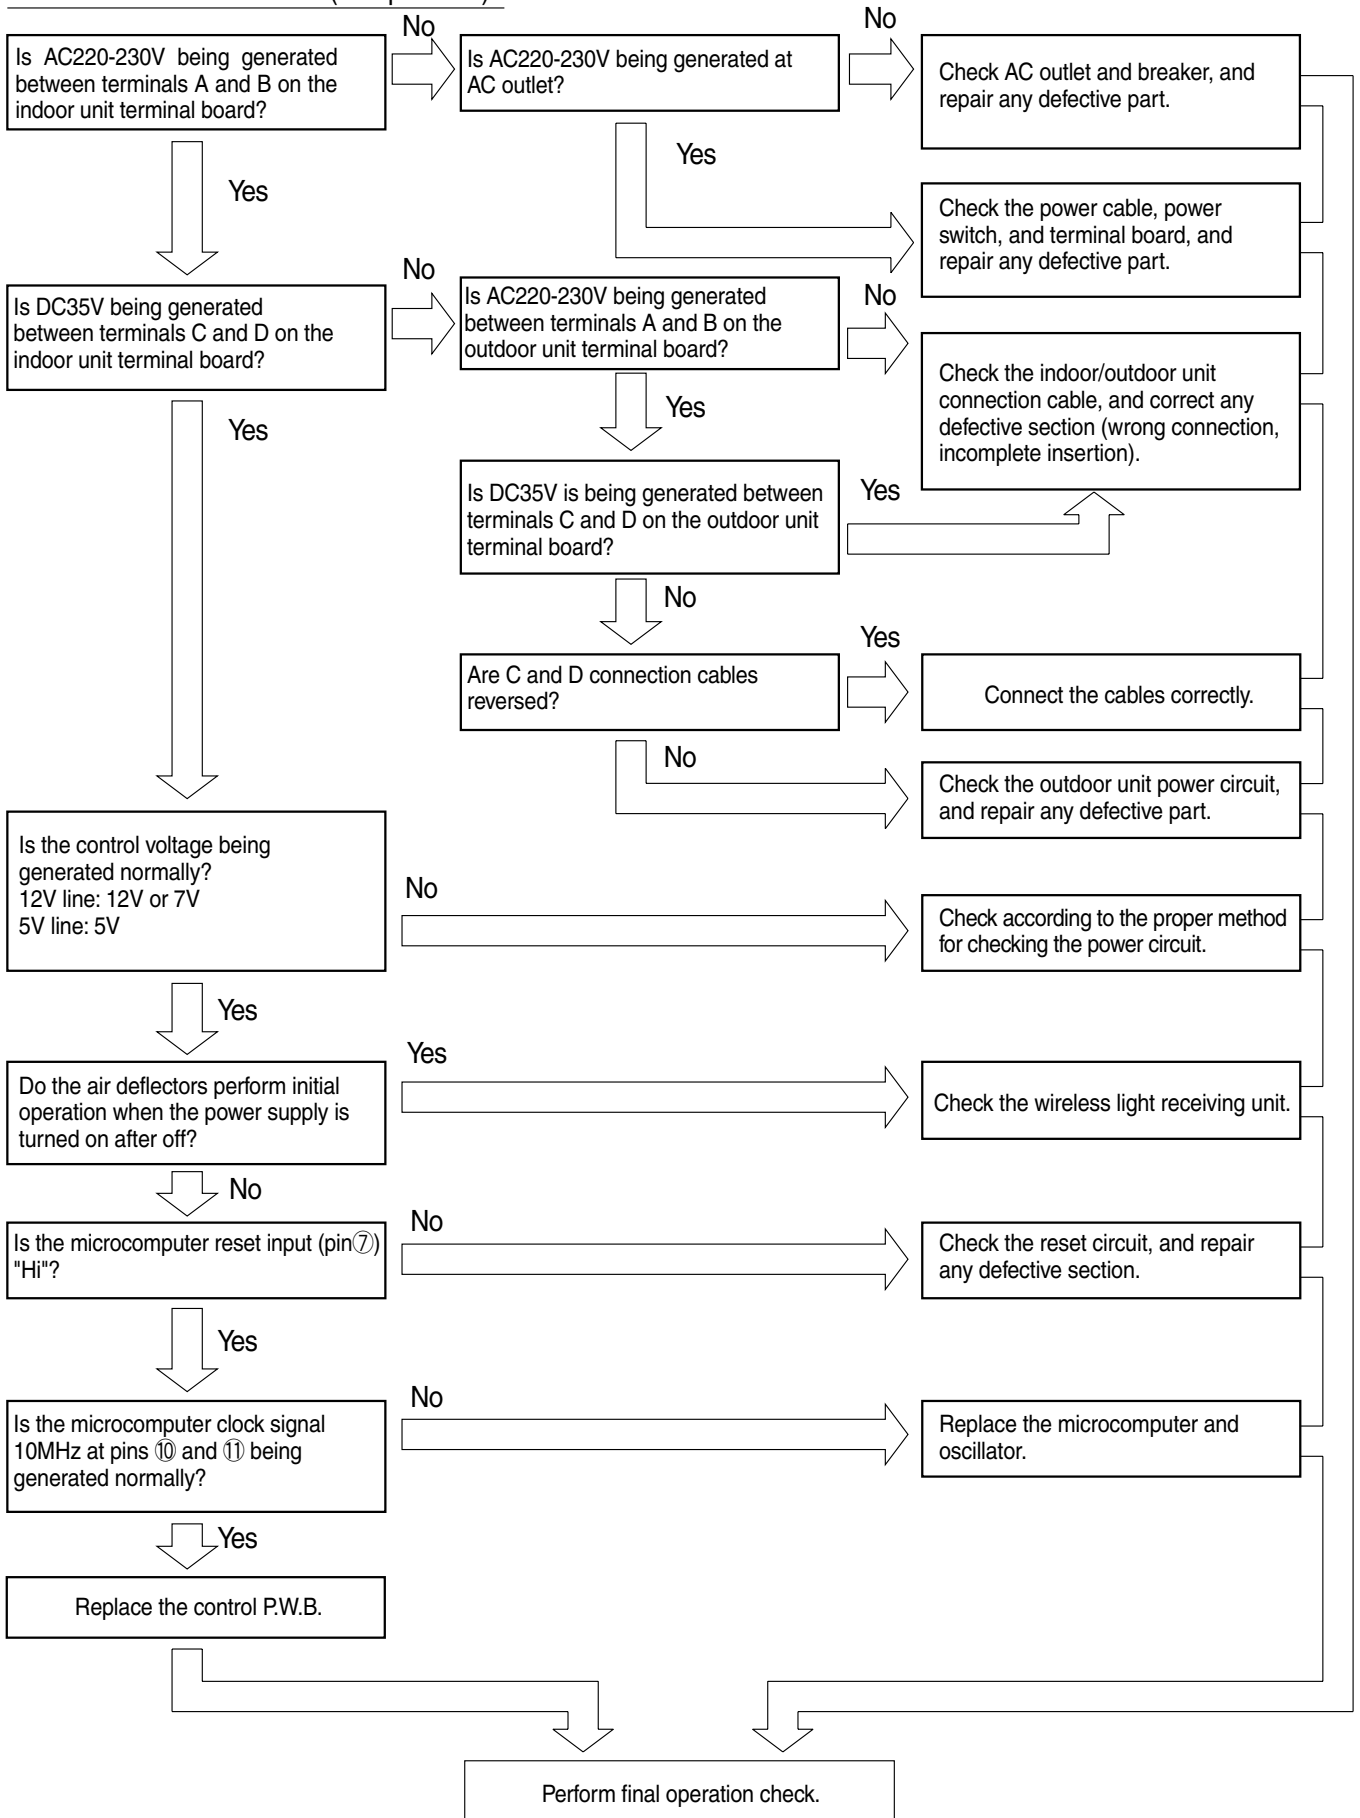 No
No
Is AC220-230V being generated
between terminals A and B on the
indoor unit terminal board?
Is AC220-230V being generated at
AC outlet?
Check AC outlet and breaker, and
repair any defective part.
Yes
Yes
Check the power cable, power
switch, and terminal board, and
repair any defective part.
No
No
Is DC35V being generated
between terminals C and D on the
indoor unit terminal board?
Is AC220-230V being generated
between terminals A and B on the
outdoor unit terminal board?
Check the indoor/outdoor unit
connection cable, and correct any
defective section (wrong connection,
incomplete insertion).
Yes
Yes
Is DC35V is being generated between
terminals C and D on the outdoor unit
terminal board?
Yes
No
Yes
Are C and D connection cables
reversed?
Connect the cables correctly.
No
Check the outdoor unit power circuit,
and repair any defective part.
Is the control voltage being
generated normally?
12V line: 12V or 7V
5V line: 5V
No
Check according to the proper method
for checking the power circuit.
Yes
Yes
Do the air deflectors perform initial
operation when the power supply is
turned on after off?
Check the wireless light receiving unit.
No
No
Is the microcomputer reset input (pin⑦)
"Hi"?
Check the reset circuit, and repair
any defective section.
Yes
No
Is the microcomputer clock signal
10MHz at pins ⑩ and ⑪ being
generated normally?
Replace the microcomputer and
oscillator.
Yes
Replace the control P.W.B.
Perform final operation check.